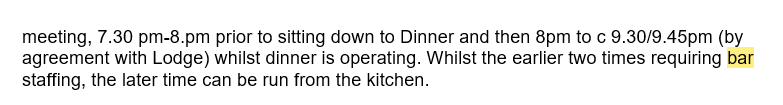 meeting, 7.30 pm-8.pm prior to sitting down to Dinner and then 8pm to c 9.30/9.45pm (by
agreement with Lodge) whilst dinner is operating. Whilst the earlier two times requiring bar
staffing, the later time can be run from the kitchen.